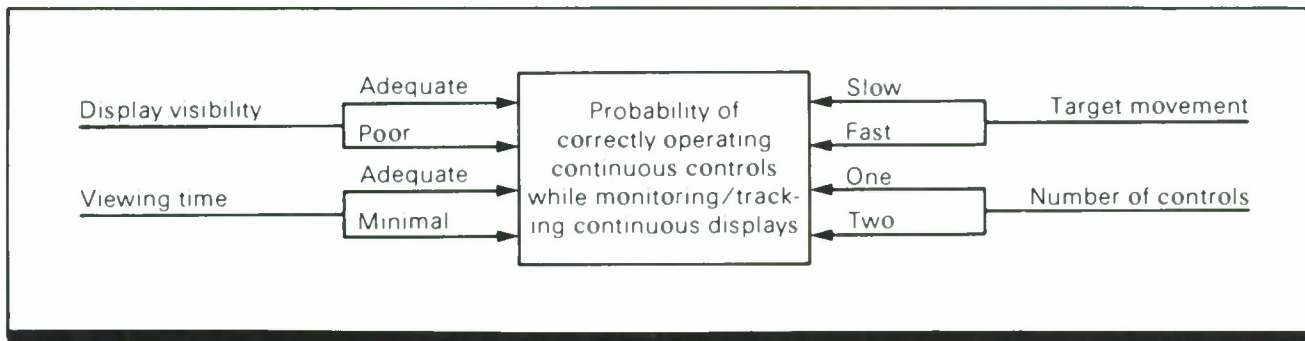 Display visibility
Adequate
Poor
Viewing time
Adequate
Minimal
Probability of
correctly operating
continuous controls
while monitoring/track-
ing continuous displays
Slow
Fast
Target movement
One
Two
Number of controls